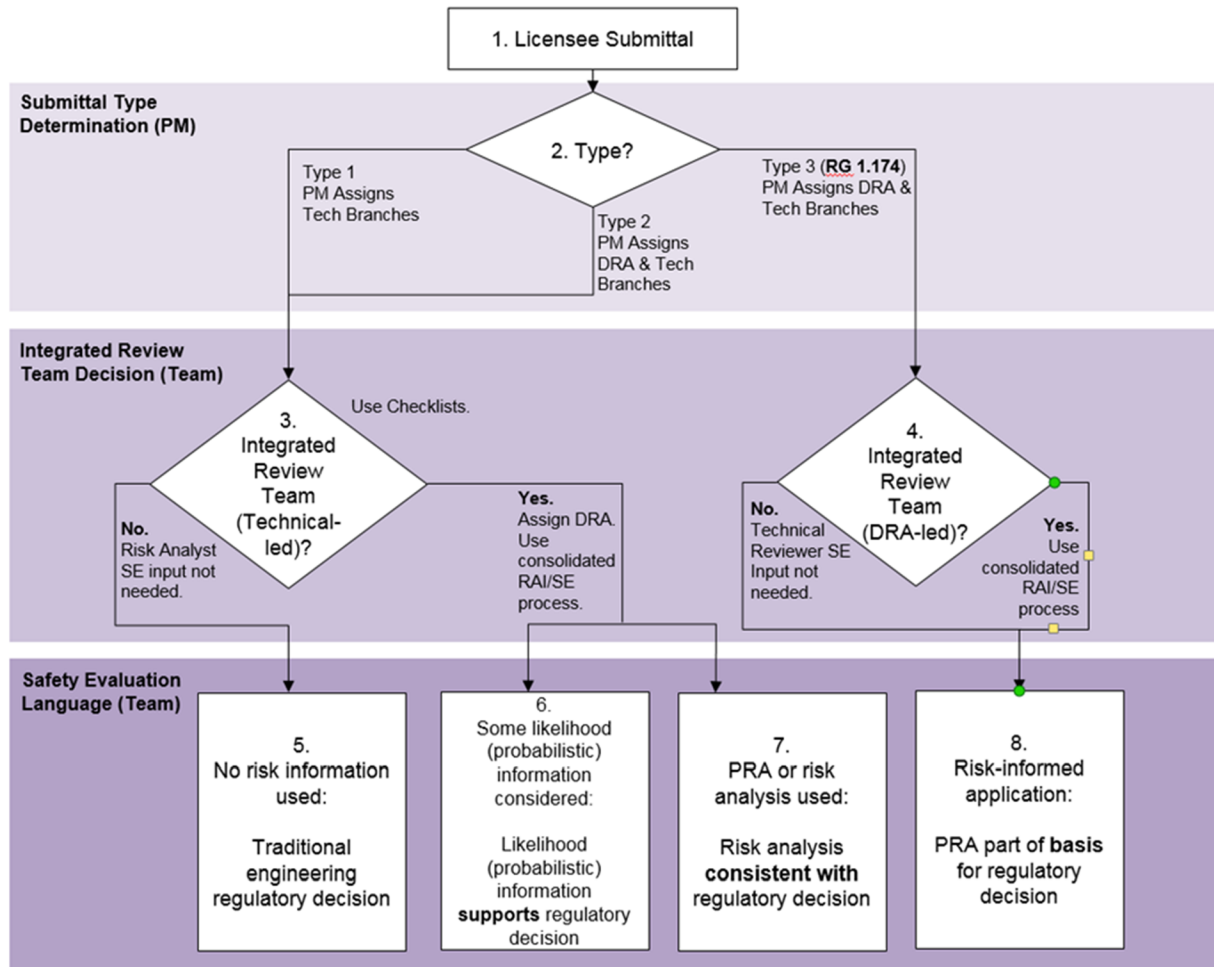 1. Licensee Submittal
Submittal Type
Determination (PM)
2. Type?
Type 1
PM Assigns
Tech Branches
Type 2
PM Assigns
DRA & Tech
Branches
Type 3 (RG 1.174)
PM Assigns DRA &
Tech Branches
Integrated Review
Team Decision (Team)
3.
Integrated
Review
Team
(Technical-
led)?
Use Checklists.
No.
Risk Analyst
SE input not
needed.
Yes.
Assign DRA.
Use
consolidated
RAI/SE
process.
4.
Integrated
Review
Team
(DRA-led)?
No.
Technical
Reviewer SE
Input not
needed.
Yes.
Use
consolidated
RAI/SE
process
Safety Evaluation
Language (Team)
5.
No risk information
used:
Traditional
engineering
regulatory decision
6.
Some likelihood
(probabilistic)
information
considered:
Likelihood
(probabilistic)
information
supports regulatory
decision
7.
PRA or risk
analysis used:
Risk analysis
consistent with
regulatory decision
8.
Risk-informed
application:
PRA part of basis
for regulatory
decision